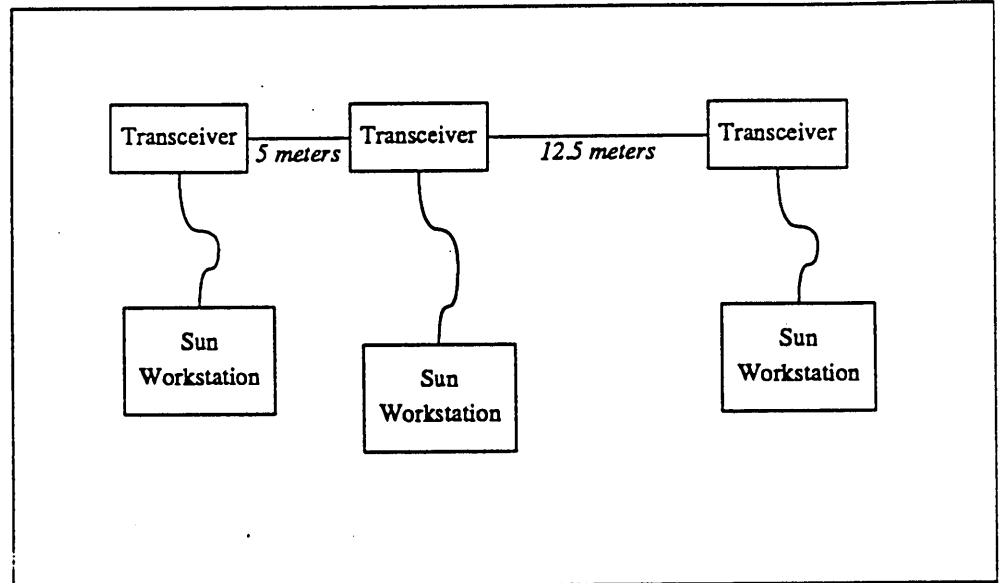 Transceiver
Transceiver
Transceiver
5 meters
12.5 meters
Sun
Workstation
Sun
Workstation
Sun
Workstation